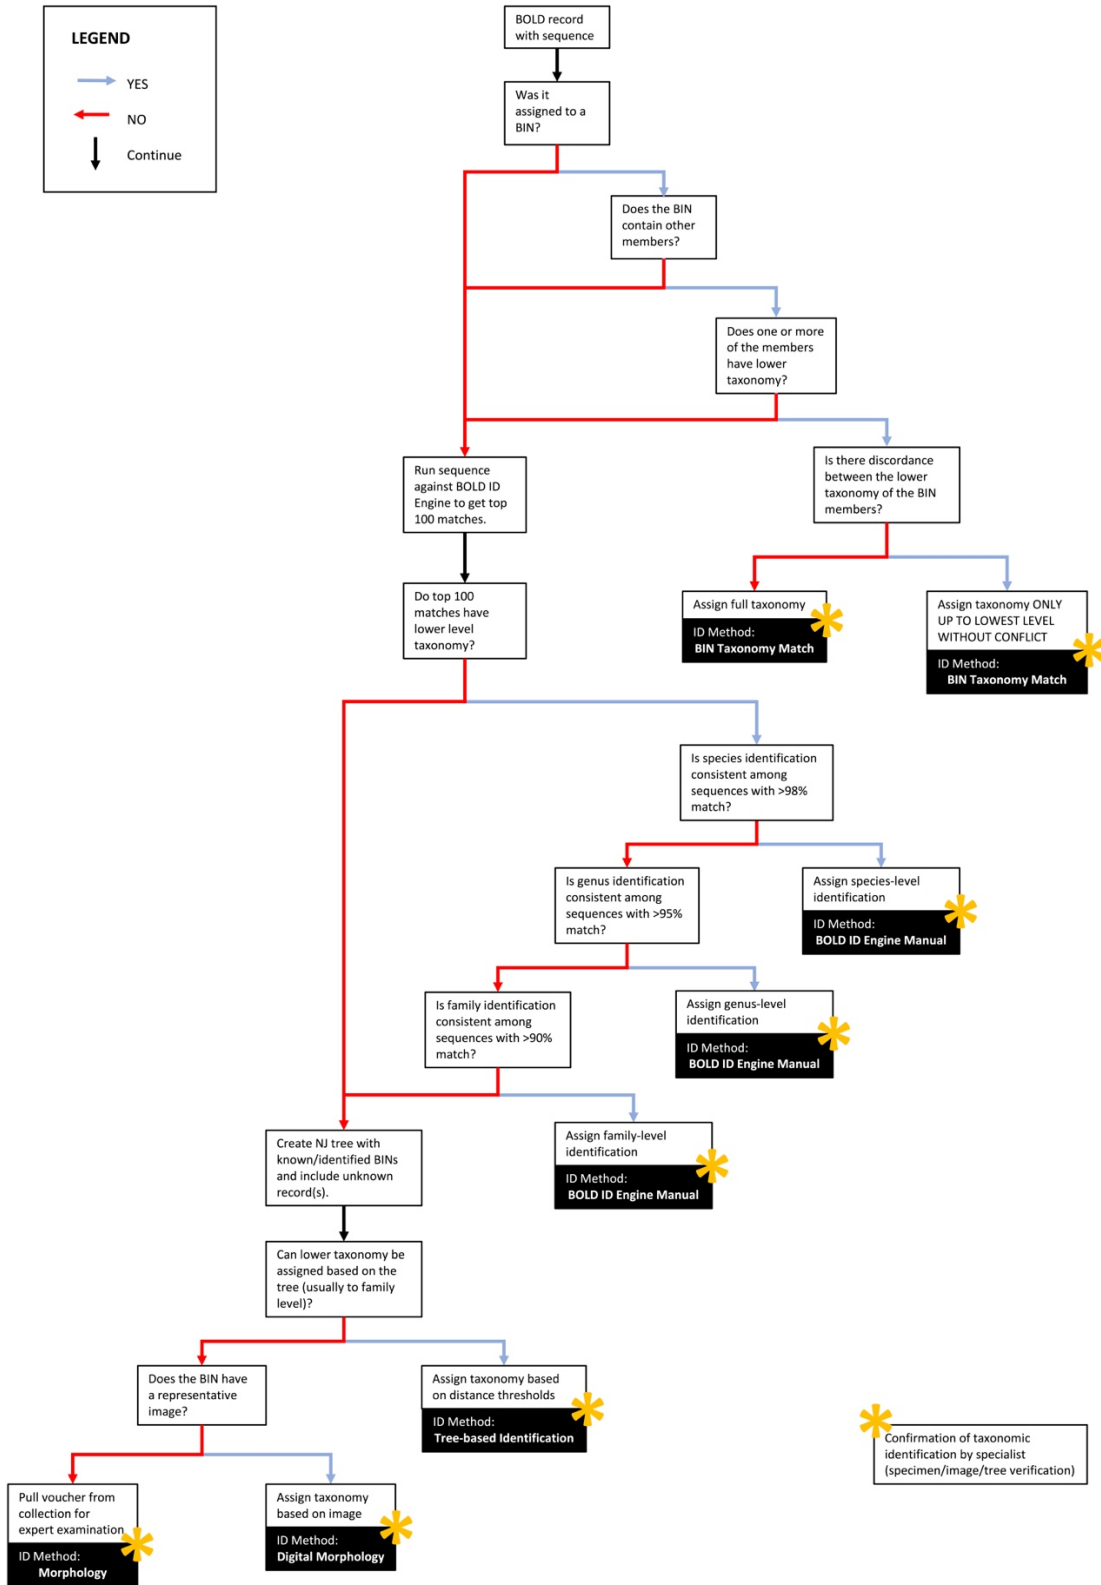 LEGEND
YES
NO
Continue
BOLD record
with sequence
Was it
assigned to a
BIN?
Does the BIN
contain other
members?
Does one or more
of the members
have lower
taxonomy?
Run sequence
against BOLD ID
Engine to get top
100 matches.
Is there discordance
between the lower
taxonomy of the BIN
members?
Do top 100
matches have
lower level
taxonomy?
Assign full taxonomy
ID Method:
BIN Taxonomy Match
Assign taxonomy ONLY
UP TO LOWEST LEVEL
WITHOUT CONFLICT
ID Method:
BIN Taxonomy Match
Is species identification
consistent among
sequences with >98%
match?
Is genus identification
consistent among
sequences with >95%
match?
Assign species-level
identification
ID Method:
BOLD ID Engine Manual
Is family identification
consistent among
sequences with >90%
match?
Assign genus-level
identification
ID Method:
BOLD ID Engine Manual
Create NJ tree with
known/identified BINs
and include unknown
record(s).
Assign family-level
identification
ID Method:
BOLD ID Engine Manual
Can lower taxonomy be
assigned based on the
tree (usually to family
level)?
Does the BIN have
a representative
image?
Assign taxonomy based
on distance thresholds
ID Method:
Tree-based Identification
Confirmation of taxonomic
identification by specialist
(specimen/image/tree verification)
Pull voucher from
collection for
expert examination
ID Method:
Morphology
Assign taxonomy
based on image
ID Method:
Digital Morphology